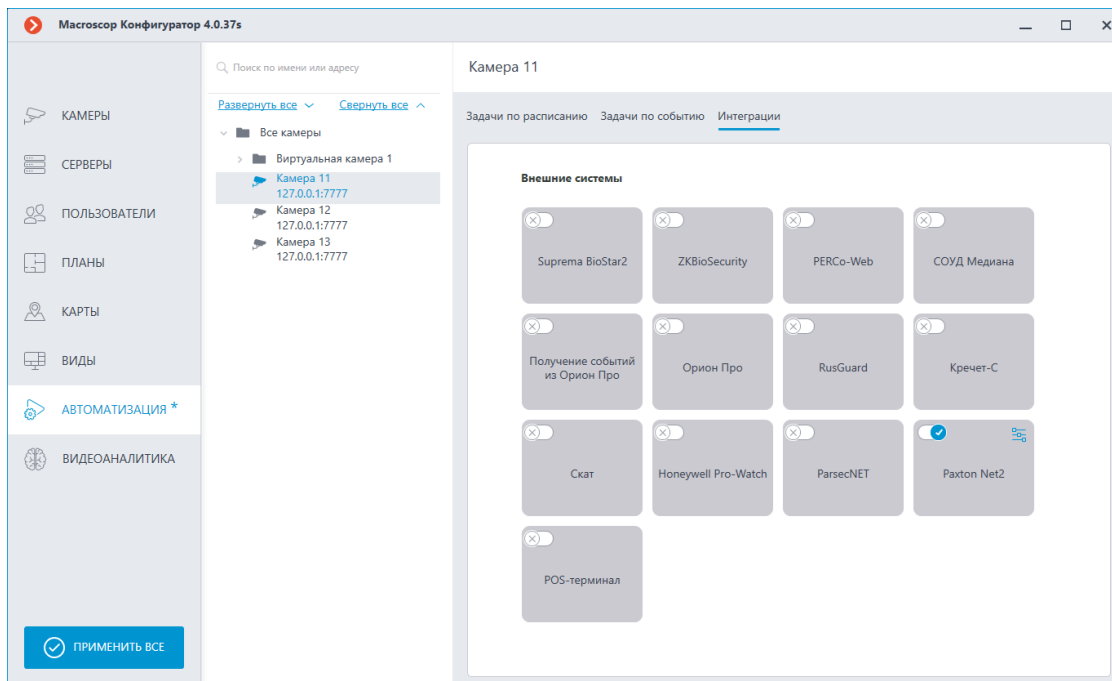 Macroscop Конфигуратор 4.0.37s
КАМЕРЫ
СЕРВЕРЫ
ПОЛЬЗОВАТЕЛИ
ПЛАНЫ
КАРТЫ
ВИДЫ
АВТОМАТИЗАЦИЯ *
ВИДЕОАНАЛИТИКА
ПРИМЕНИТЬ ВСЕ
Поиск по имени или адресу
Развернуть все Свернуть все
Все камеры
Виртуальная камера 1
Камера 11
127.0.0.1:7777
Камера 12
127.0.0.1:7777
Камера 13
127.0.0.1:7777
Камера 11
Задачи по расписанию Задачи по событию Интеграции
Внешние системы
Suprema BioStar2
ZKBioSecurity
PERCo-Web
СОУД Медиана
Получение событий
из Орион Про
Орион Про
RusGuard
Кречет-С
Скат
Honeywell Pro-Watch
ParsecNET
Paxton Net2
POS-терминал